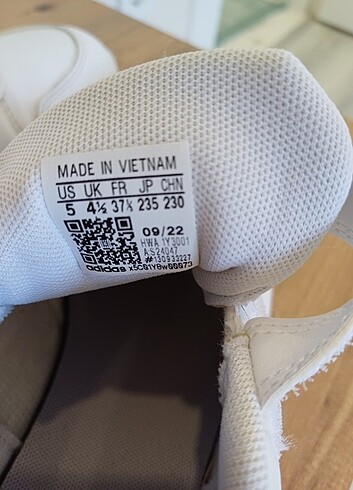 MADE IN VIETNAM
US UK FR JP CHN
5 4½ 37⅓ 235 230
09/22
HWA 1Y3001
AS24047
#130932227
adidas